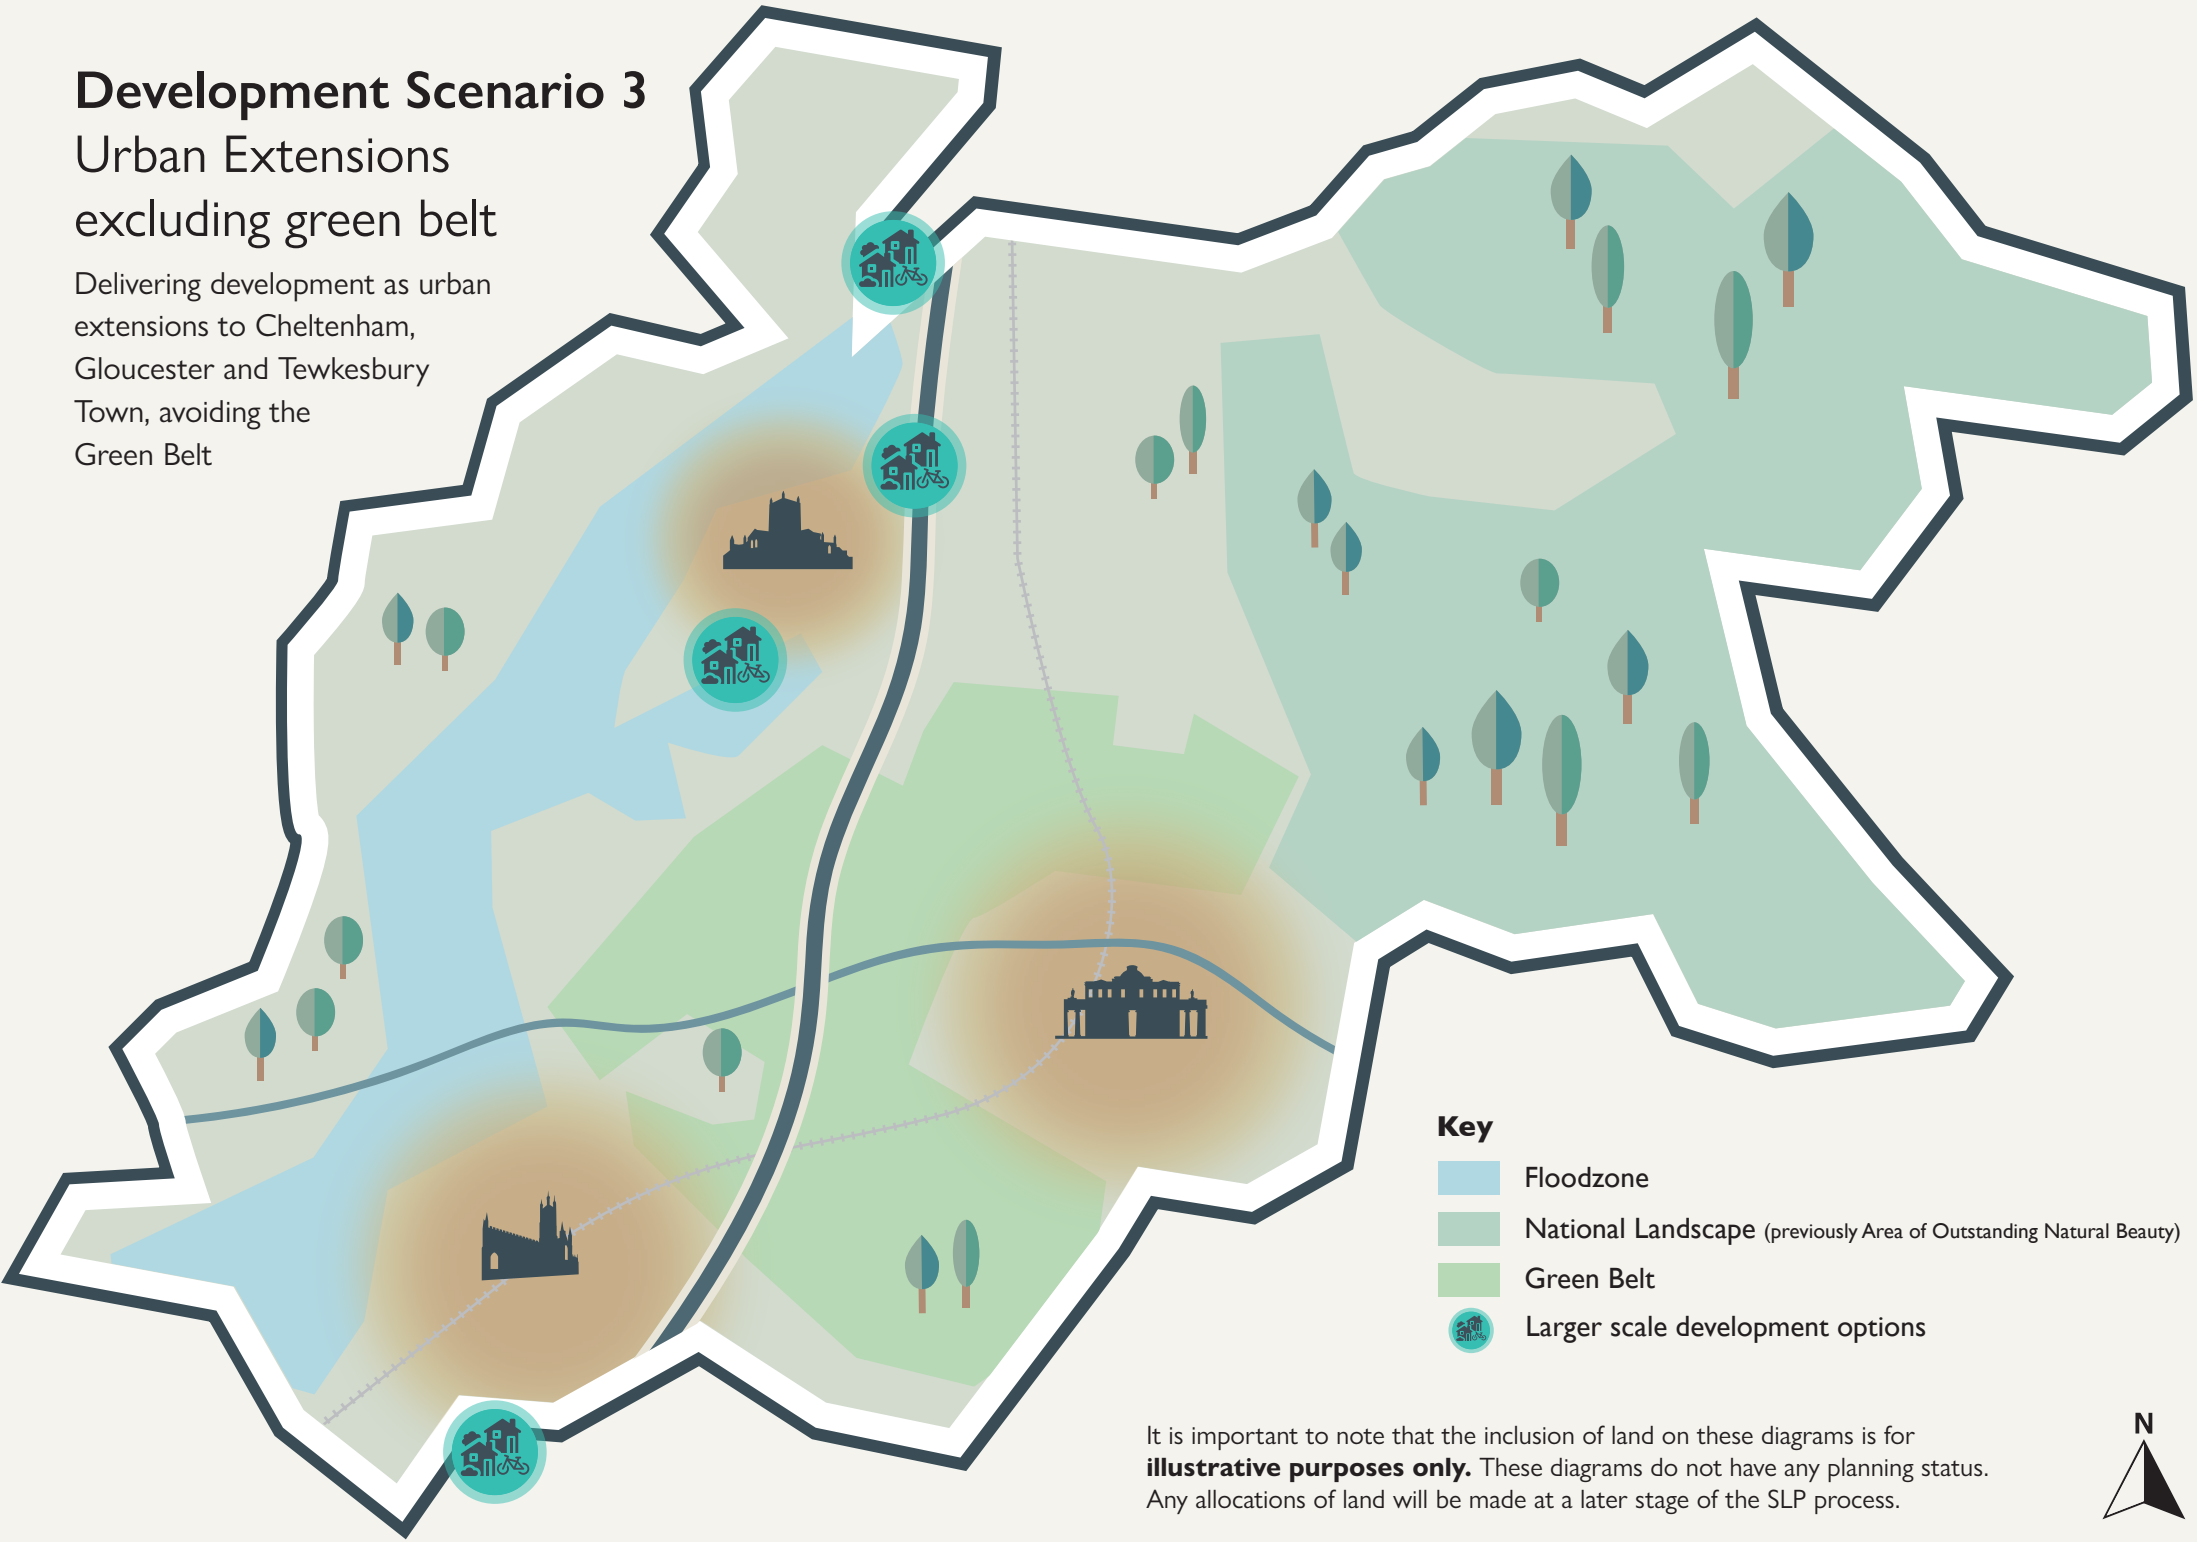 Development Scenario 3
Urban Extensions
excluding green belt
Delivering development as urban
extensions to Cheltenham,
Gloucester and Tewkesbury
Town, avoiding the
Green Belt
Key
Floodzone
National Landscape (previously Area of Outstanding Natural Beauty)
Green Belt
Larger scale development options
It is important to note that the inclusion of land on these diagrams is for
illustrative purposes only. These diagrams do not have any planning status.
Any allocations of land will be made at a later stage of the SLP process.
N